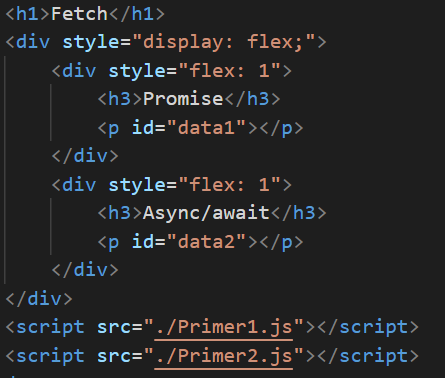 <h1>Fetch</h1>
<div style="display: flex;">
    <div style="flex: 1">
        <h3>Promise</h3>
        <p id="data1"></p>
    </div>
    <div style="flex: 1">
        <h3>Async/await</h3>
        <p id="data2"></p>
    </div>
</div>
<script src="./Primer1.js"></script>
<script src="./Primer2.js"></script>